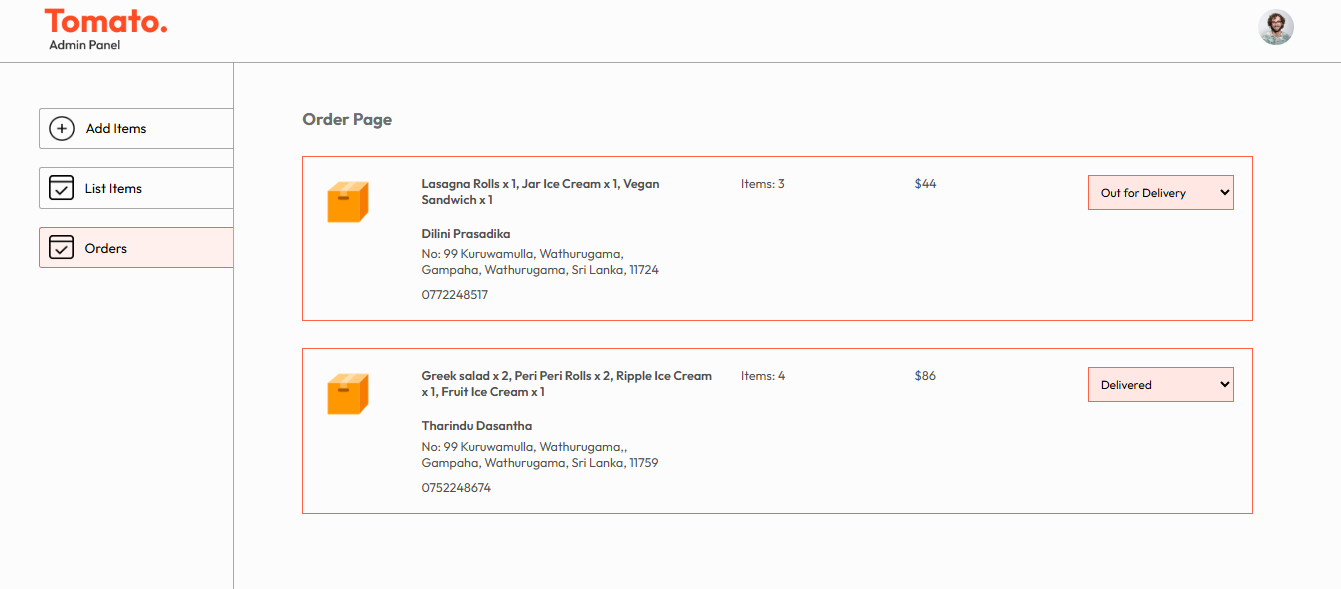 Tomato.
Admin Panel
Add Items
List Items
Orders
Order Page
Lasagna Rolls x 1, Jar Ice Cream x 1, Vegan
Sandwich x 1
Items: 3
$44
Out for Delivery
Dilini Prasadika
No: 99 Kuruwamulla, Wathurugama,
Gampaha, Wathurugama, Sri Lanka, 11724
0772248517
Greek salad x 2, Peri Peri Rolls x 2, Ripple Ice Cream
x 1, Fruit Ice Cream x 1
Items: 4
$86
Delivered
Tharindu Dasantha
No: 99 Kuruwamulla, Wathurugama,,
Gampaha, Wathurugama, Sri Lanka, 11759
0752248674